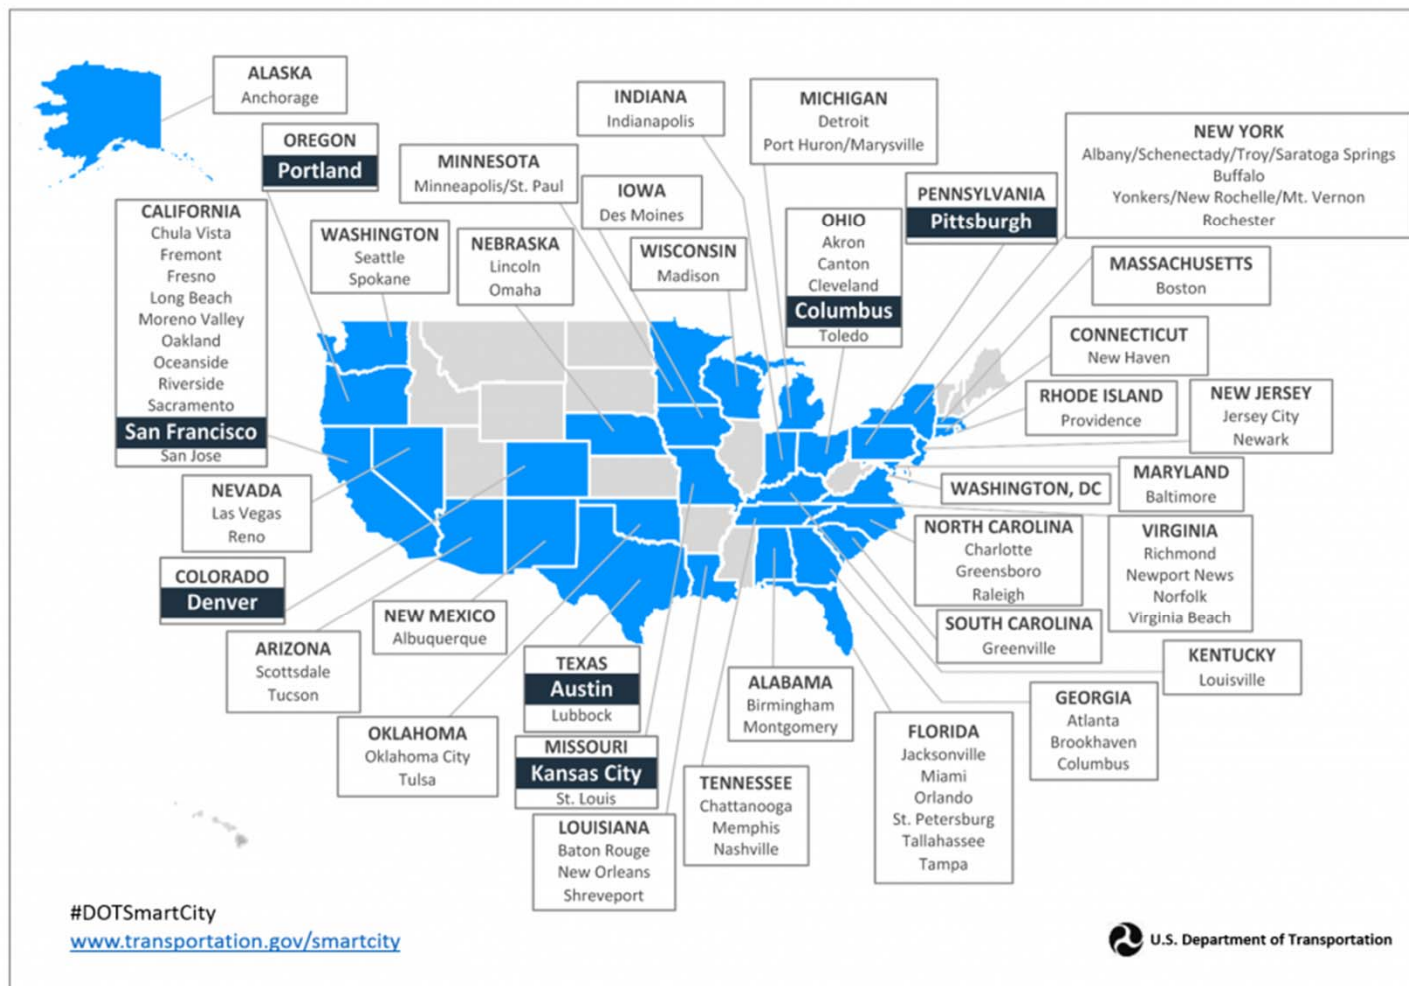 ALASKA
Anchorage
OREGON
Portland
CALIFORNIA
Chula Vista
Fremont
Fresno
Long Beach
Moreno Valley
Oakland
Oceanside
Riverside
Sacramento
San Francisco
San Jose
WASHINGTON
Seattle
Spokane
MINNESOTA
Minneapolis/St. Paul
NEBRASKA
Lincoln
Omaha
IOWA
Des Moines
INDIANA
Indianapolis
WISCONSIN
Madison
MICHIGAN
Detroit
Port Huron/Marysville
OHIO
Akron
Canton
Cleveland
Columbus
Toledo
PENNSYLVANIA
Pittsburgh
NEW YORK
Albany/Schenectady/Troy/Saratoga Springs
Buffalo
Yonkers/New Rochelle/Mt. Vernon
Rochester
MASSACHUSETTS
Boston
CONNECTICUT
New Haven
RHODE ISLAND
Providence
NEW JERSEY
Jersey City
Newark
MARYLAND
Baltimore
WASHINGTON, DC
NEVADA
Las Vegas
Reno
COLORADO
Denver
ARIZONA
Scottsdale
Tucson
NEW MEXICO
Albuquerque
OKLAHOMA
Oklahoma City
Tulsa
TEXAS
Austin
Lubbock
MISSOURI
Kansas City
St. Louis
LOUISIANA
Baton Rouge
New Orleans
Shreveport
TENNESSEE
Chattanooga
Memphis
Nashville
ALABAMA
Birmingham
Montgomery
NORTH CAROLINA
Charlotte
Greensboro
Raleigh
VIRGINIA
Richmond
Newport News
Norfolk
Virginia Beach
SOUTH CAROLINA
Greenville
KENTUCKY
Louisville
GEORGIA
Atlanta
Brookhaven
Columbus
FLORIDA
Jacksonville
Miami
Orlando
St. Petersburg
Tallahassee
Tampa
#DOTSmartCity
www.transportation.gov/smartcity
U.S. Department of Transportation